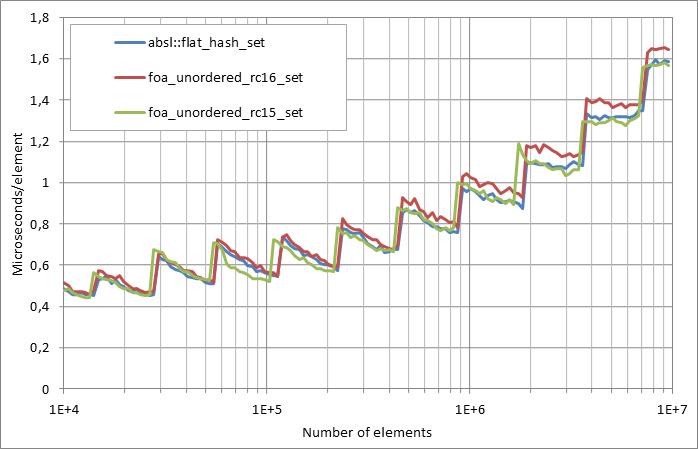 1,8
1,6
1,4
1,2
1
0,8
0,6
0,4
0,2
0
Microseconds/element
absl::flat_hash_set
foa_unordered_rc16_set
foa_unordered_rc15_set
1E+4 1E+5 1E+6 1E+7
Number of elements